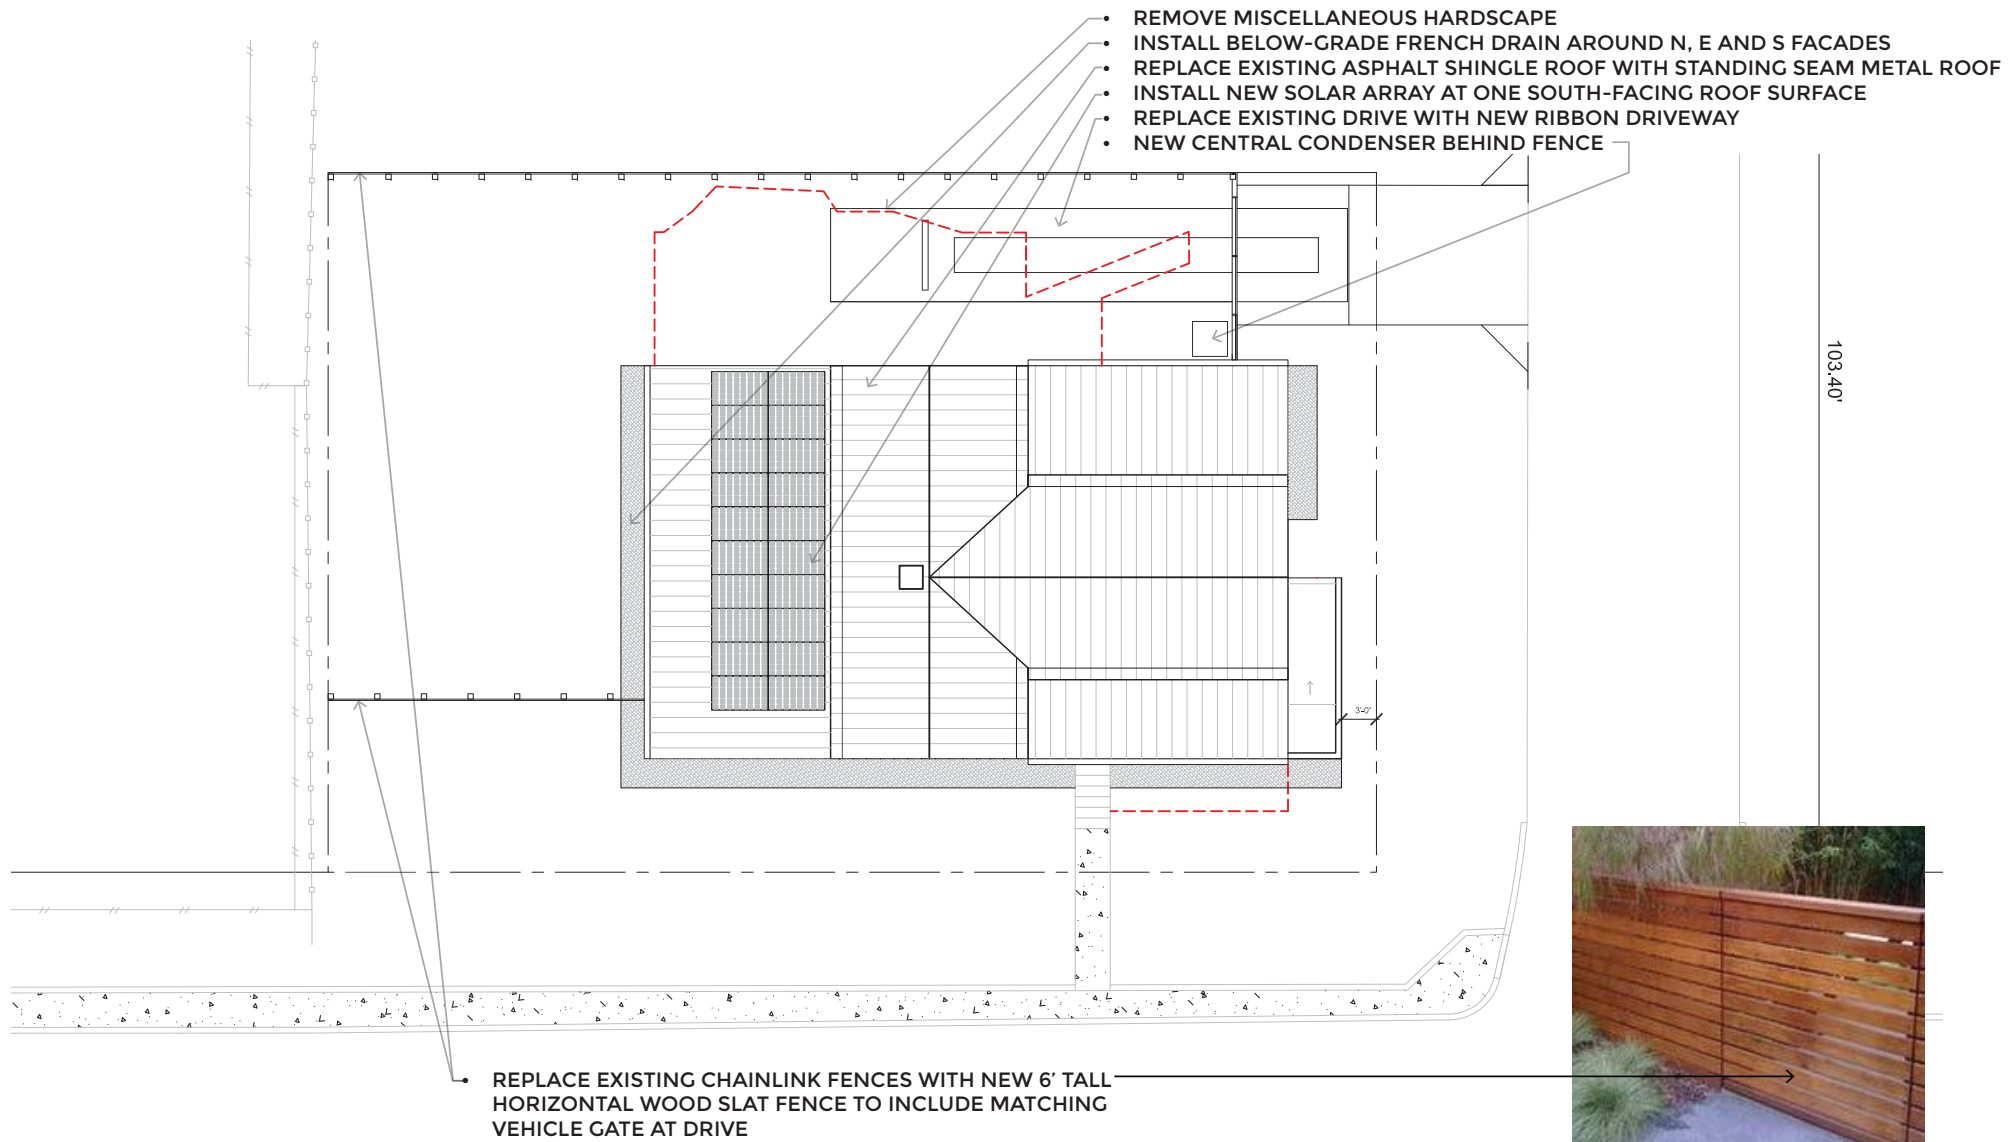 • REMOVE MISCELLANEOUS HARDSCAPE
• INSTALL BELOW-GRADE FRENCH DRAIN AROUND N, E AND S FACADES
• REPLACE EXISTING ASPHALT SHINGLE ROOF WITH STANDING SEAM METAL ROOF
• INSTALL NEW SOLAR ARRAY AT ONE SOUTH-FACING ROOF SURFACE
• REPLACE EXISTING DRIVE WITH NEW RIBBON DRIVEWAY
• NEW CENTRAL CONDENSER BEHIND FENCE
103.40'
3'-0"
• REPLACE EXISTING CHAINLINK FENCES WITH NEW 6’ TALL
HORIZONTAL WOOD SLAT FENCE TO INCLUDE MATCHING
VEHICLE GATE AT DRIVE